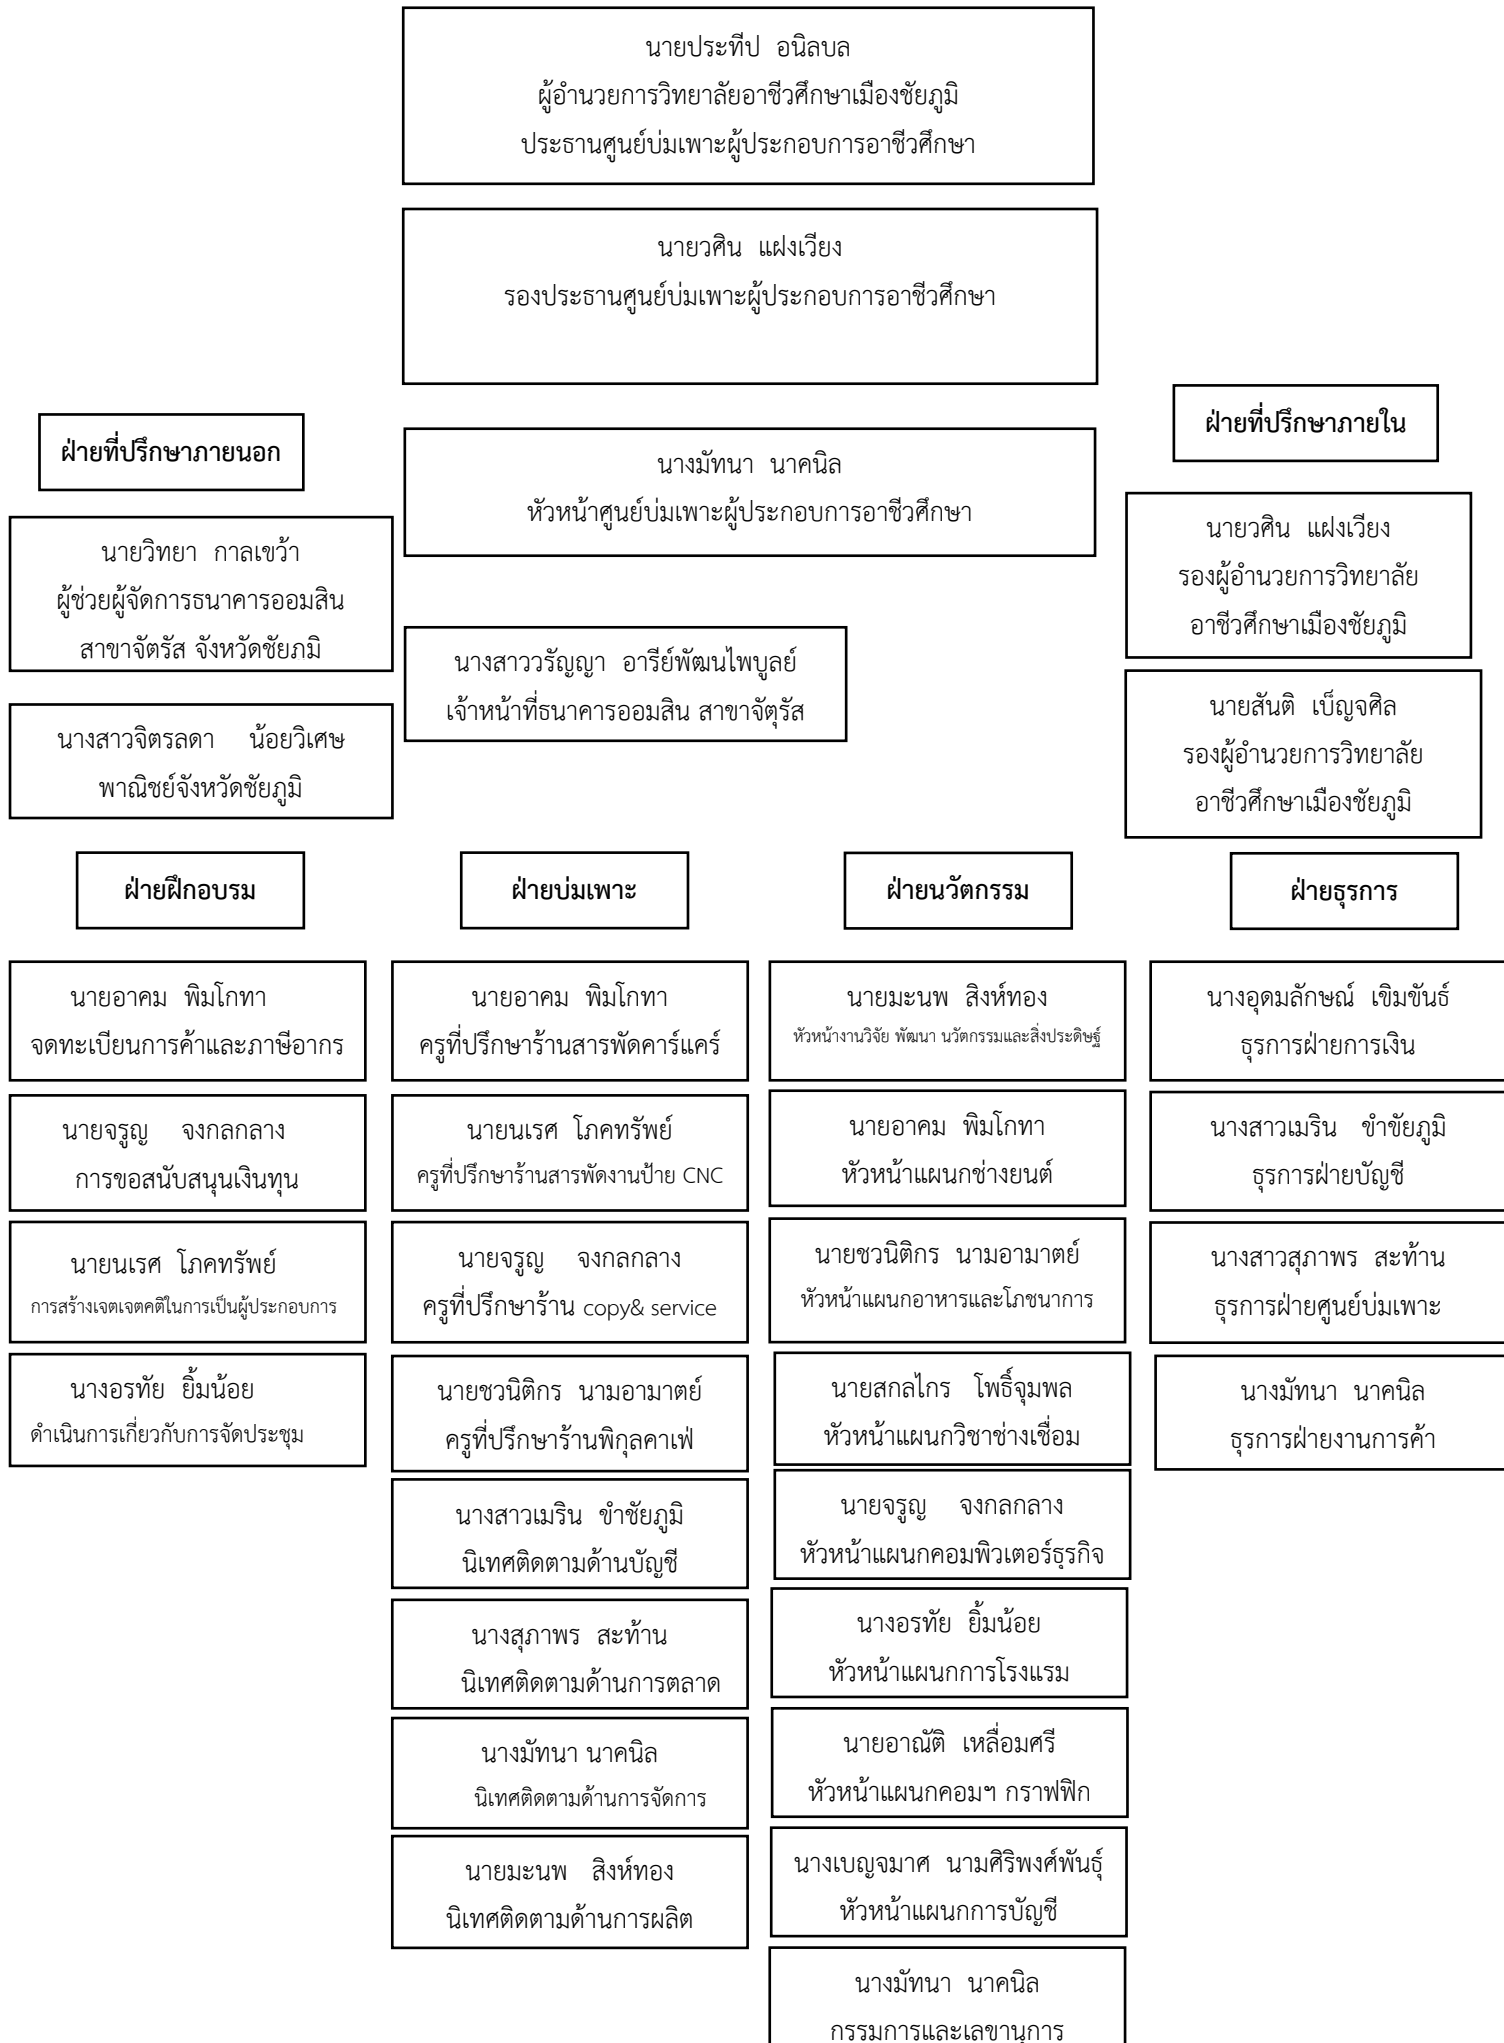 นายประทีป อนิลบล
ผู้อำนวยการวิทยาลัยอาชีวศึกษาเมืองชัยภูมิ
ประธานศูนย์บ่มเพาะผู้ประกอบการอาชีวศึกษา
นายวศิน แฝงเวียง
รองประธานศูนย์บ่มเพาะผู้ประกอบการอาชีวศึกษา
นางมัทนา นาคนิล
หัวหน้าศูนย์บ่มเพาะผู้ประกอบการอาชีวศึกษา
ฝ่ายที่ปรึกษาภายนอก
นายวิทยา กาลเขว้า
ผู้ช่วยผู้จัดการธนาคารออมสิน
สาขาจัตรัส จังหวัดชัยภมิ
นางสาวจิตรลดา น้อยวิเศษ
พาณิชย์จังหวัดชัยภูมิ
นางสาววรัญญา อารีย์พัฒนไพบูลย์
เจ้าหน้าที่ธนาคารออมสิน สาขาจัตุรัส
ฝ่ายที่ปรึกษาภายใน
นายวศิน แฝงเวียง
รองผู้อำนวยการวิทยาลัย
อาชีวศึกษาเมืองชัยภูมิ
นายสันติ เบ็ญจศิล
รองผู้อำนวยการวิทยาลัย
อาชีวศึกษาเมืองชัยภูมิ
ฝ่ายฝึกอบรม
นายอาคม พิมโกทา
จดทะเบียนการค้าและภาษีอากร
นายจรูญ จงกลกลาง
การขอสนับสนุนเงินทุน
นายนเรศ โภคทรัพย์
การสร้างเจตเจตคติในการเป็นผู้ประกอบการ
นางอรทัย ยิ้มน้อย
ดำเนินการเกี่ยวกับการจัดประชุม
ฝ่ายบ่มเพาะ
นายอาคม พิมโกทา
ครูที่ปรึกษาร้านสารพัดคาร์แคร์
นายนเรศ โภคทรัพย์
ครูที่ปรึกษาร้านสารพัดงานป้าย CNC
นายจรูญ จงกลกลาง
ครูที่ปรึกษาร้าน copy& service
นายชวนิติกร นามอามาตย์
ครูที่ปรึกษาร้านพิกุลคาเฟ่
นางสาวเมริน ขำชัยภูมิ
นิเทศติดตามด้านบัญชี
นางสุภาพร สะท้าน
นิเทศติดตามด้านการตลาด
นางมัทนา นาคนิล
นิเทศติดตามด้านการจัดการ
นายมะนพ สิงห์ทอง
นิเทศติดตามด้านการผลิต
ฝ่ายนวัตกรรม
นายมะนพ สิงห์ทอง
หัวหน้างานวิจัย พัฒนา นวัตกรรมและสิ่งประดิษฐ์
นายอาคม พิมโกทา
หัวหน้าแผนกช่างยนต์
นายชวนิติกร นามอามาตย์
หัวหน้าแผนกอาหารและโภชนาการ
นายสกลไกร โพธิ์จุมพล
หัวหน้าแผนกวิชาช่างเชื่อม
นายจรูญ จงกลกลาง
หัวหน้าแผนกคอมพิวเตอร์ธุรกิจ
นางอรทัย ยิ้มน้อย
หัวหน้าแผนกการโรงแรม
นายอาณัติ เหลื่อมศรี
หัวหน้าแผนกคอมฯ กราฟฟิก
นางเบญจมาศ นามศิริพงศ์พันธุ์
หัวหน้าแผนกการบัญชี
นางมัทนา นาคนิล
กรรมการและเลขานุการ
ฝ่ายธุรการ
นางอุดมลักษณ์ เขิมขันธ์
ธุรการฝ่ายการเงิน
นางสาวเมริน ขำขัยภูมิ
ธุรการฝ่ายบัญชี
นางสาวสุภาพร สะท้าน
ธุรการฝ่ายศูนย์บ่มเพาะ
นางมัทนา นาคนิล
ธุรการฝ่ายงานการค้า